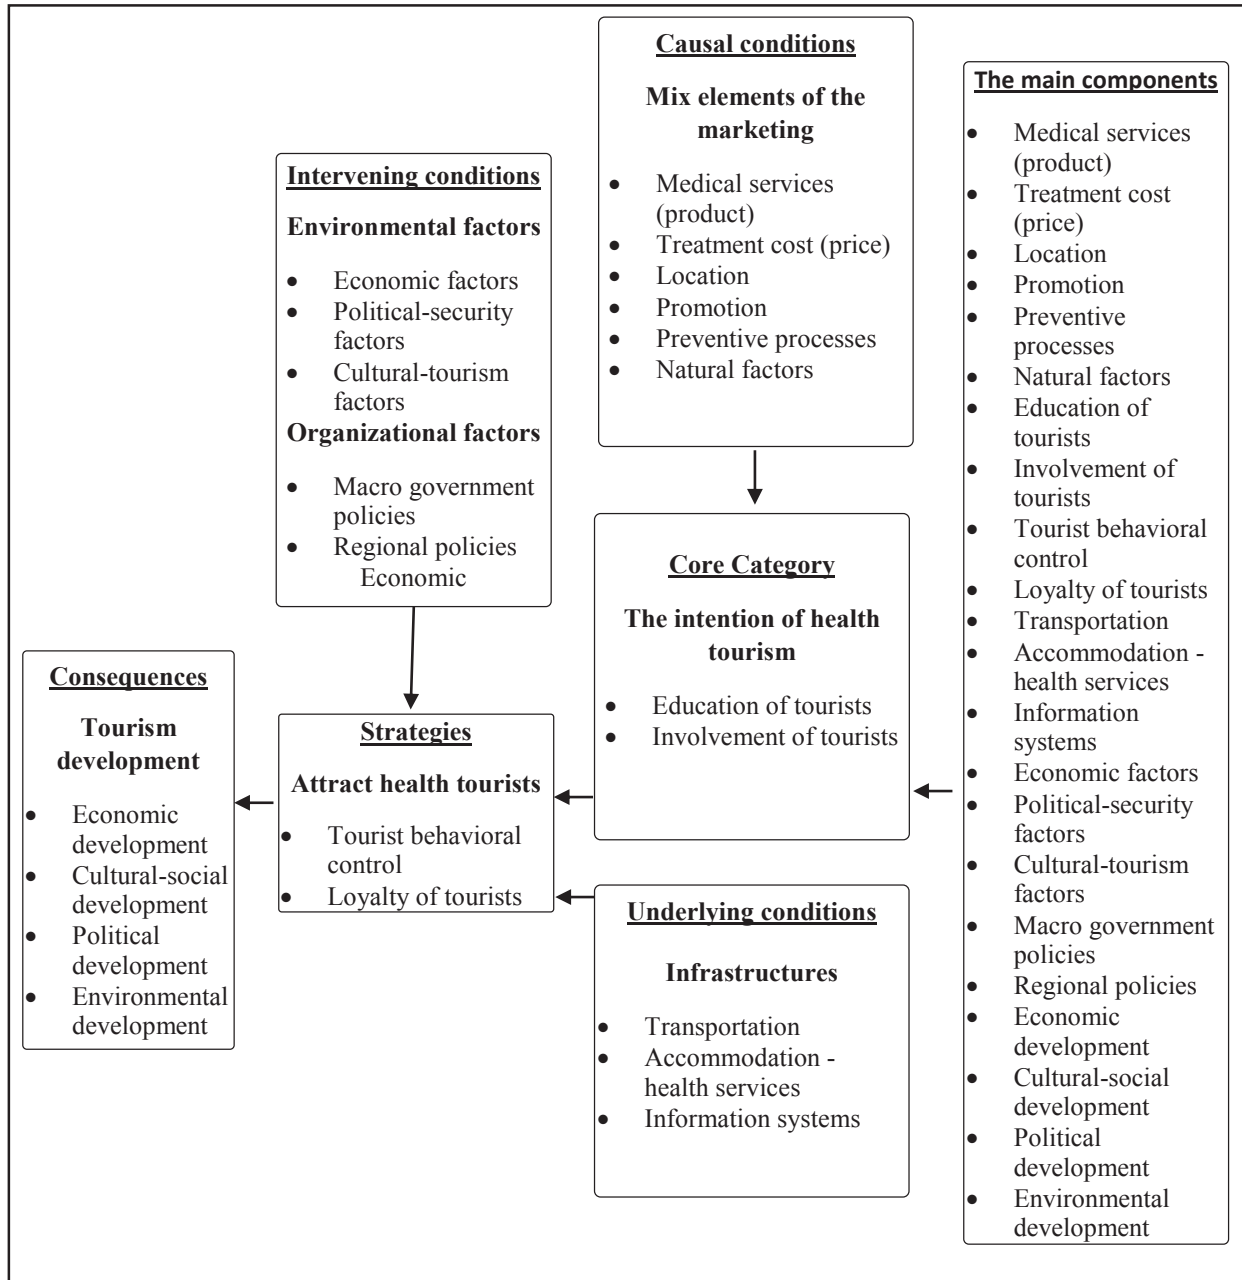 Causal conditions
Mix elements of the
marketing
• Medical services
(product)
• Treatment cost (price)
• Location
• Promotion
• Preventive processes
• Natural factors
The main components
• Medical services
(product)
• Treatment cost
(price)
• Location
• Promotion
• Preventive
processes
• Natural factors
• Education of
tourists
• Involvement of
tourists
• Tourist behavioral
control
• Loyalty of tourists
• Transportation
• Accommodation -
health services
• Information
systems
• Economic factors
• Political-security
factors
• Cultural-tourism
factors
• Macro government
policies
• Regional policies
• Economic
development
• Cultural-social
development
• Political
development
• Environmental
development
Intervening conditions
Environmental factors
• Economic factors
• Political-security
factors
• Cultural-tourism
factors
Organizational factors
• Macro government
policies
• Regional policies
Economic
Core Category
The intention of health
tourism
• Education of tourists
• Involvement of tourists
Consequences
Tourism
development
• Economic
development
• Cultural-social
development
• Political
development
• Environmental
development
Strategies
Attract health tourists
• Tourist behavioral
control
• Loyalty of tourists
Underlying conditions
Infrastructures
• Transportation
• Accommodation -
health services
• Information systems